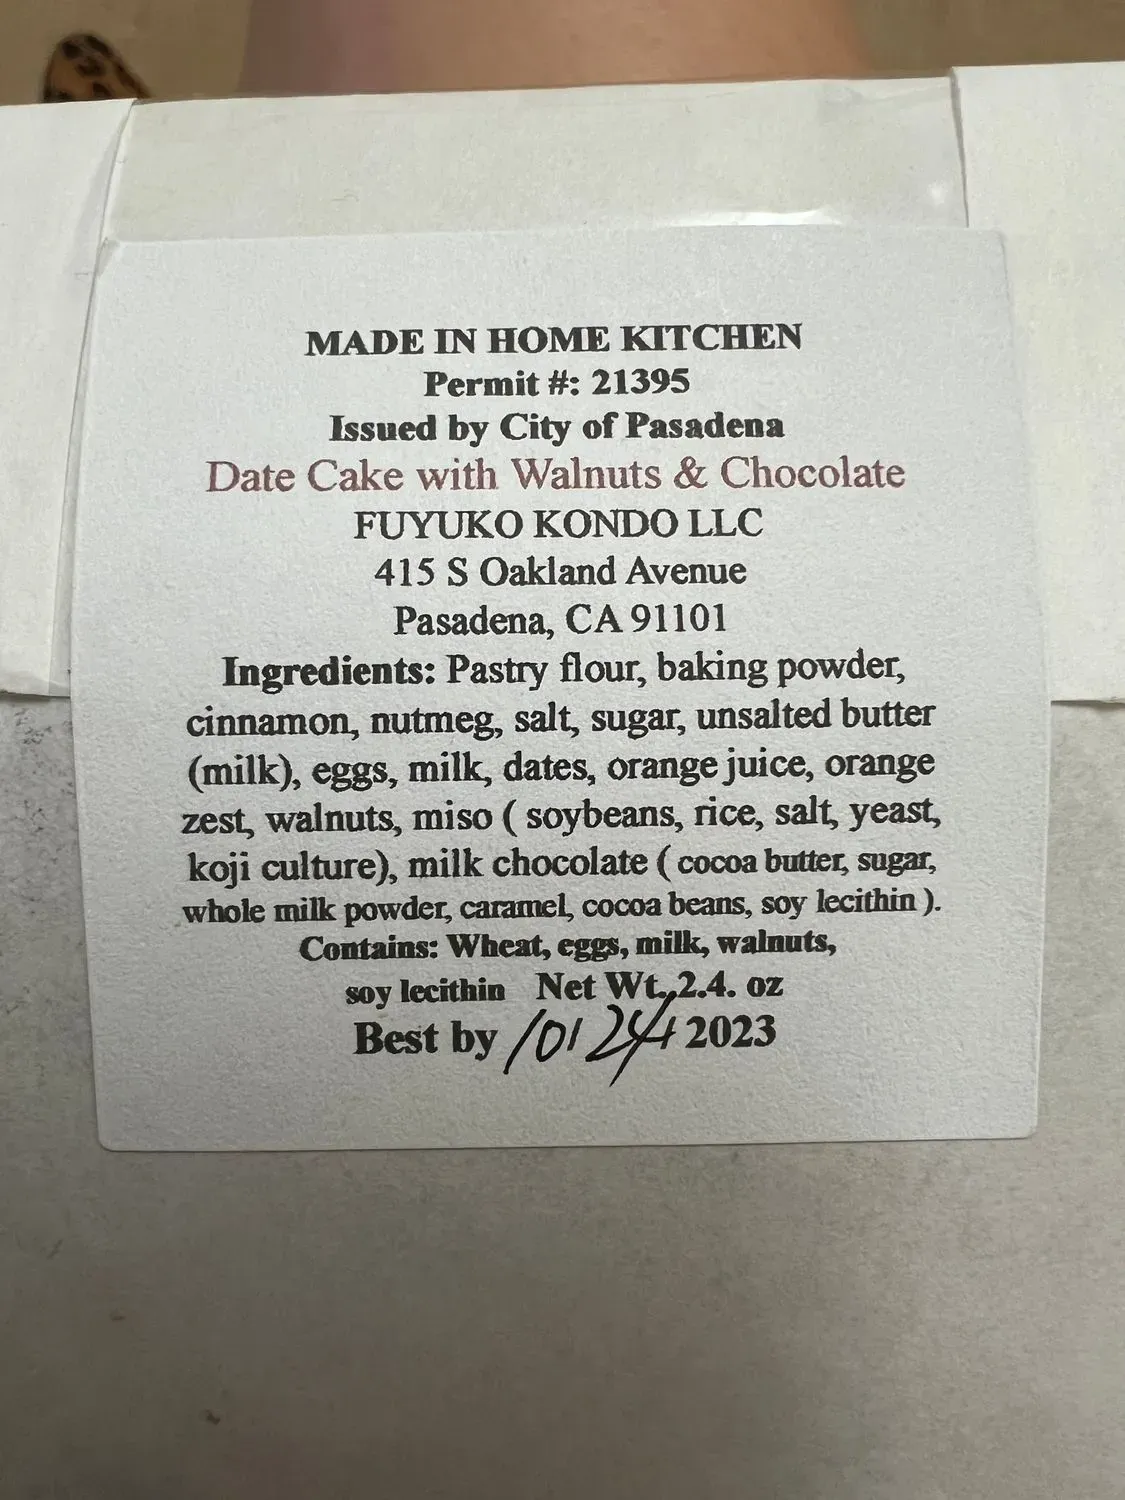 MADE IN HOME KITCHEN
Permit #: 21395
Issued by City of Pasadena
Date Cake with Walnuts & Chocolate
FUYUKO KONDO LLC
415 S Oakland Avenue
Pasadena, CA 91101
Ingredients: Pastry flour, baking powder,
cinnamon, nutmeg, salt, sugar, unsalted butter
(milk), eggs, milk, dates, orange juice, orange
zest, walnuts, miso ( soybeans, rice, salt, yeast,
koji culture), milk chocolate ( cocoa butter, sugar,
whole milk powder, caramel, cocoa beans, soy lecithin ).
Contains: Wheat, eggs, milk, walnuts,
soy lecithin Net Wt. 2.4. oz
Best by 10/24/ 2023